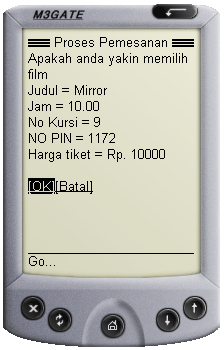 M3GATE
Proses Pemesanan
Apakah anda yakin memilih
film
Judul = Mirror
Jam = 10.00
No Kursi = 9
NO PIN = 1172
Harga tiket = Rp. 10000
[OK][Batal]
Go...